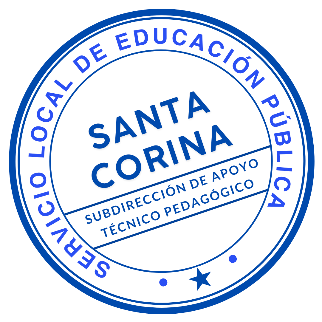 SERVICIO LOCAL DE EDUCACIÓN PÚBLICA
SANTA
CORINA
SUBDIRECCIÓN DE APOYO
TÉCNICO PEDAGÓGICO